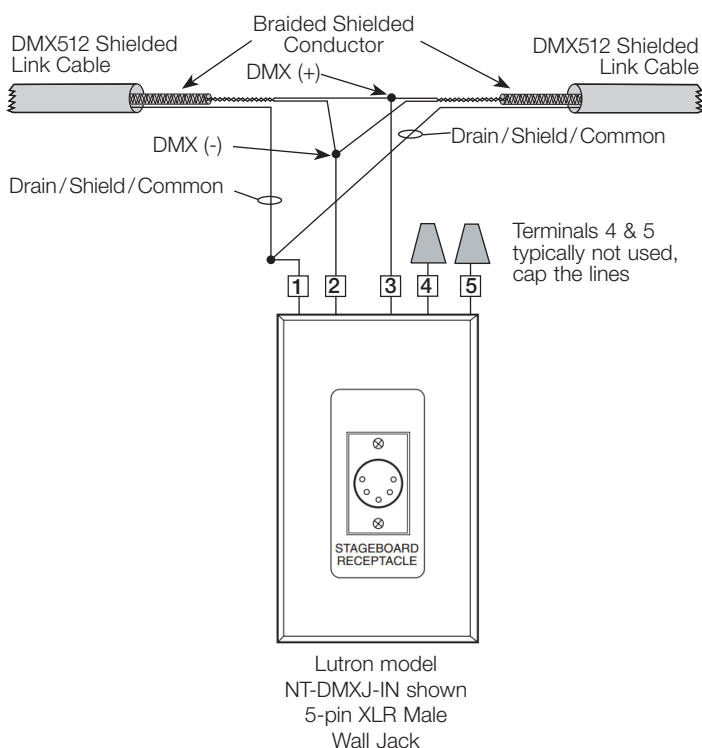 Braided Shielded
Conductor
DMX512 Shielded
Link Cable
DMX512 Shielded
Link Cable
DMX (+)
DMX (-)
Drain/Shield/Common
Drain/Shield/Common
Terminals 4 & 5
typically not used,
cap the lines
1 2 3 4 5
STAGEBOARD
RECEPTACLE
Lutron model
NT-DMXJ-IN shown
5-pin XLR Male
Wall Jack